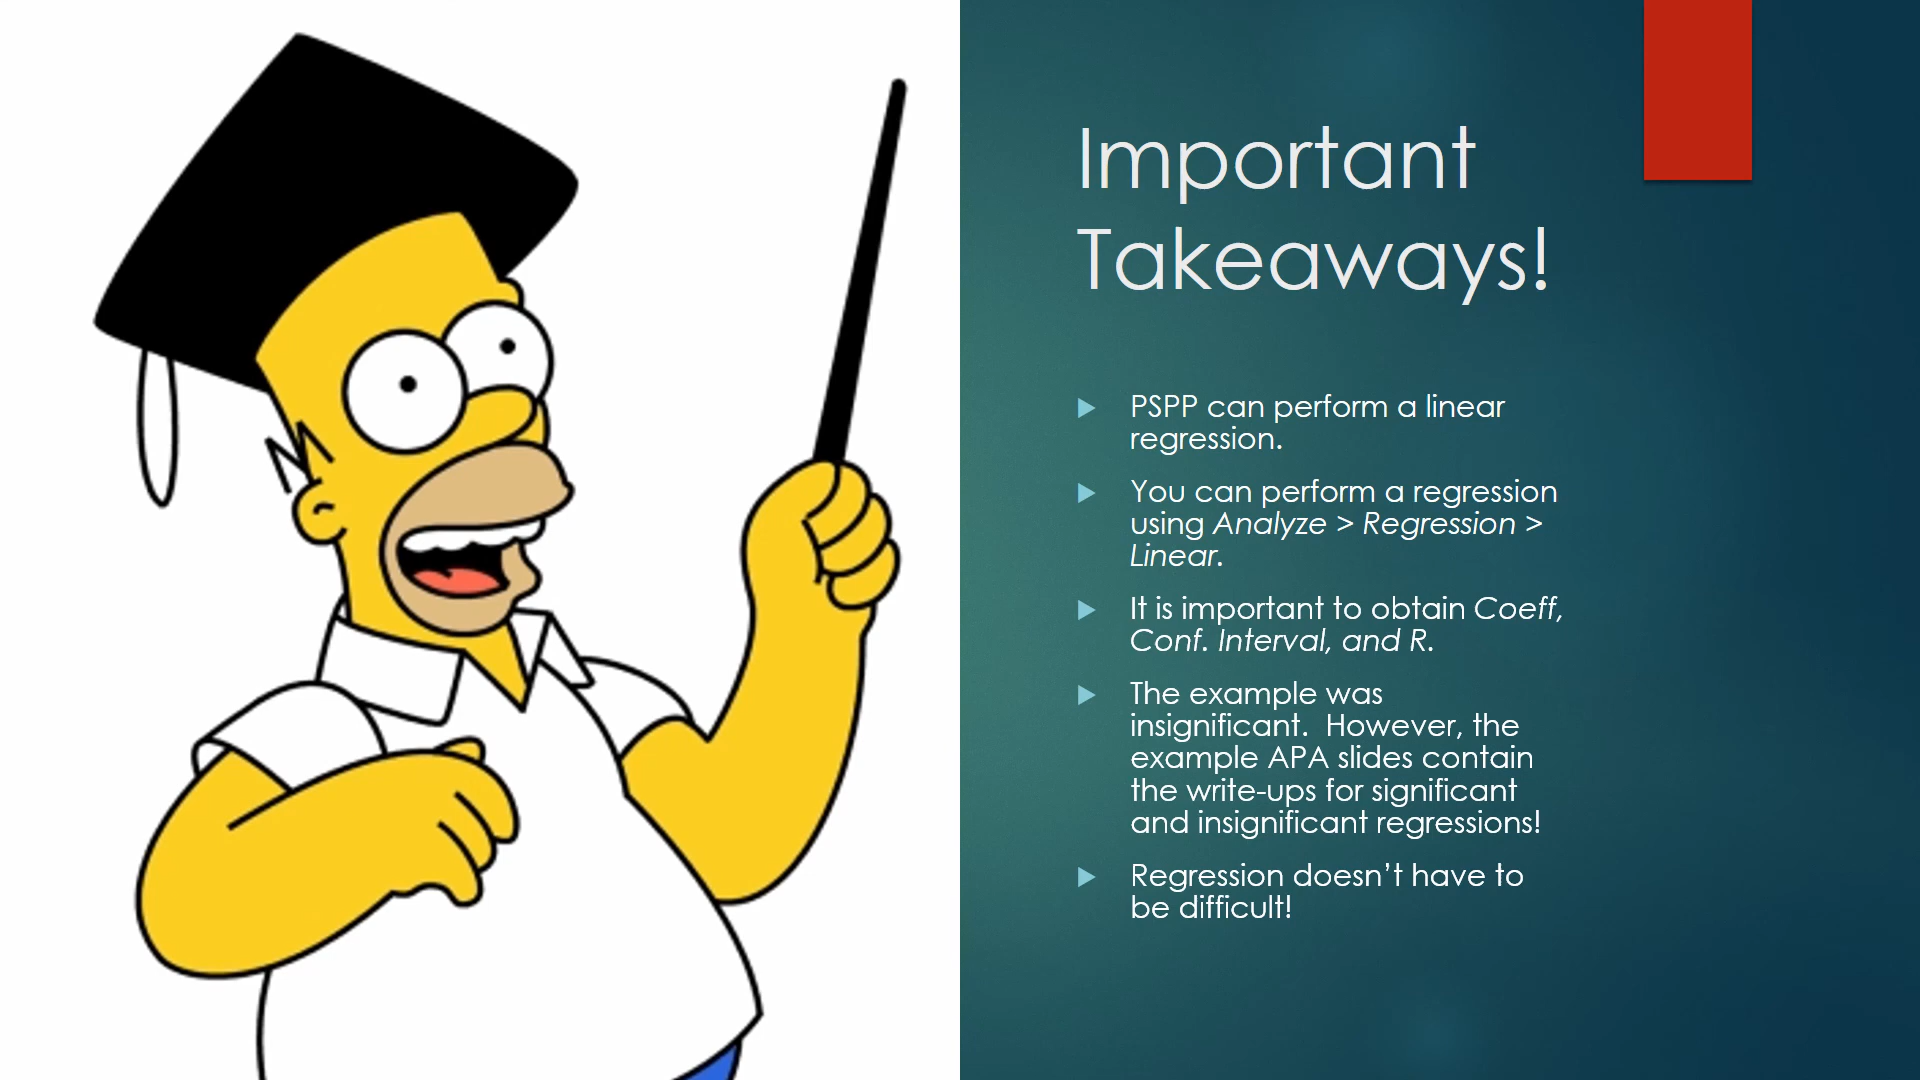 Important
Takeaways!
PSPP can perform a linear
regression.
You can perform a regression
using Analyze > Regression >
Linear.
It is important to obtain Coeff,
Conf. Interval, and R.
The example was
insignificant.  However, the
example APA slides contain
the write-ups for significant
and insignificant regressions!
Regression doesn’t have to
be difficult!